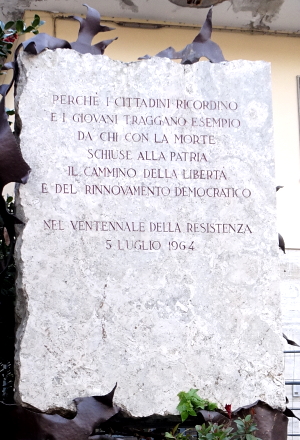 PERCHÈ I CITTADINI RICORDINO
E I GIOVANI TRAGGANO ESEMPIO
DA CHI CON LA MORTE
SCHIUSE ALLA PATRIA
IL CAMMINO DELLA LIBERTÀ
E DEL RINNOVAMENTO DEMOCRATICO
NEL VENTENNALE DELLA RESISTENZA
5 LUGLIO 1964